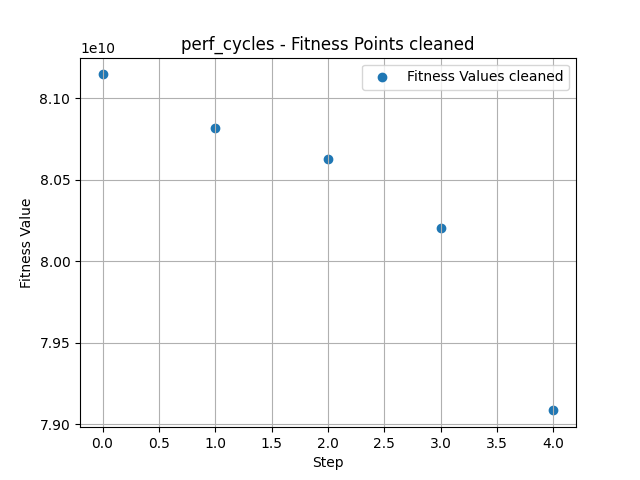 perf_cycles - Fitness Points cleaned
1e10
Fitness Values cleaned
8.10
8.05
8.00
7.95
7.90
Fitness Value
0.0 0.5 1.0 1.5 2.0 2.5 3.0 3.5 4.0
Step